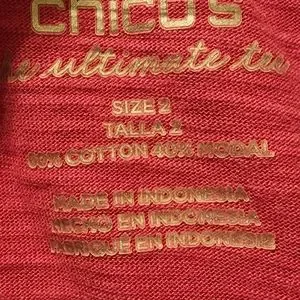 chico's
the ultimate tee
SIZE 2
TALLA 2
60% COTTON 40% MODAL
MADE IN INDONESIA
HECHO EN INDONESIA
FABRIQUE EN INDONESIE